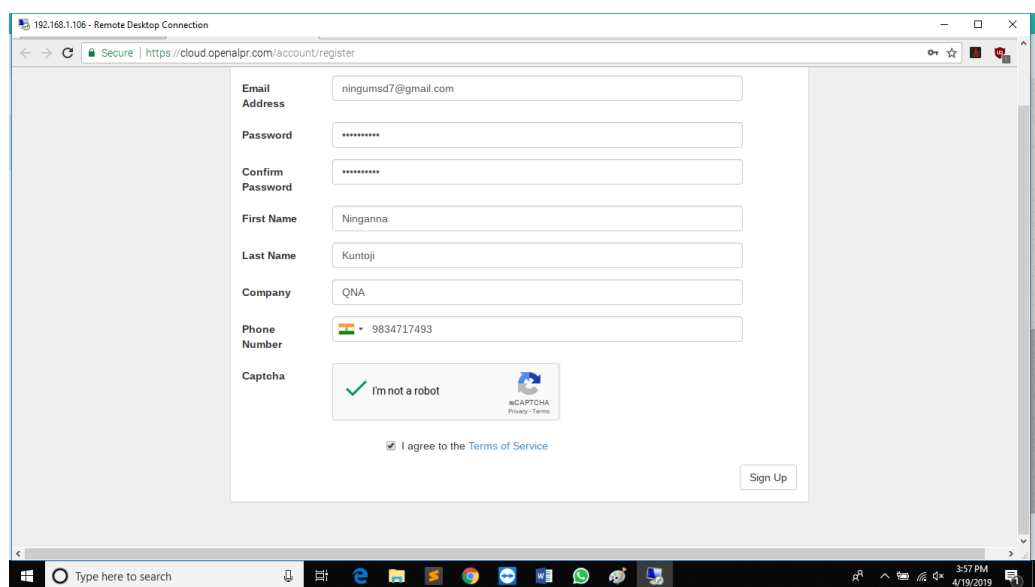 192.168.1.106 - Remote Desktop Connection
Secure | https://cloud.openalpr.com/account/register
Email
Address
ningumsd7@gmail.com
Password
••••••••••
Confirm
Password
••••••••••
First Name
Ninganna
Last Name
Kuntoji
Company
QNA
Phone
Number
9834717493
Captcha
I'm not a robot
reCAPTCHA
Privacy - Terms
I agree to the Terms of Service
Sign Up
Type here to search
3:57 PM
4/19/2019